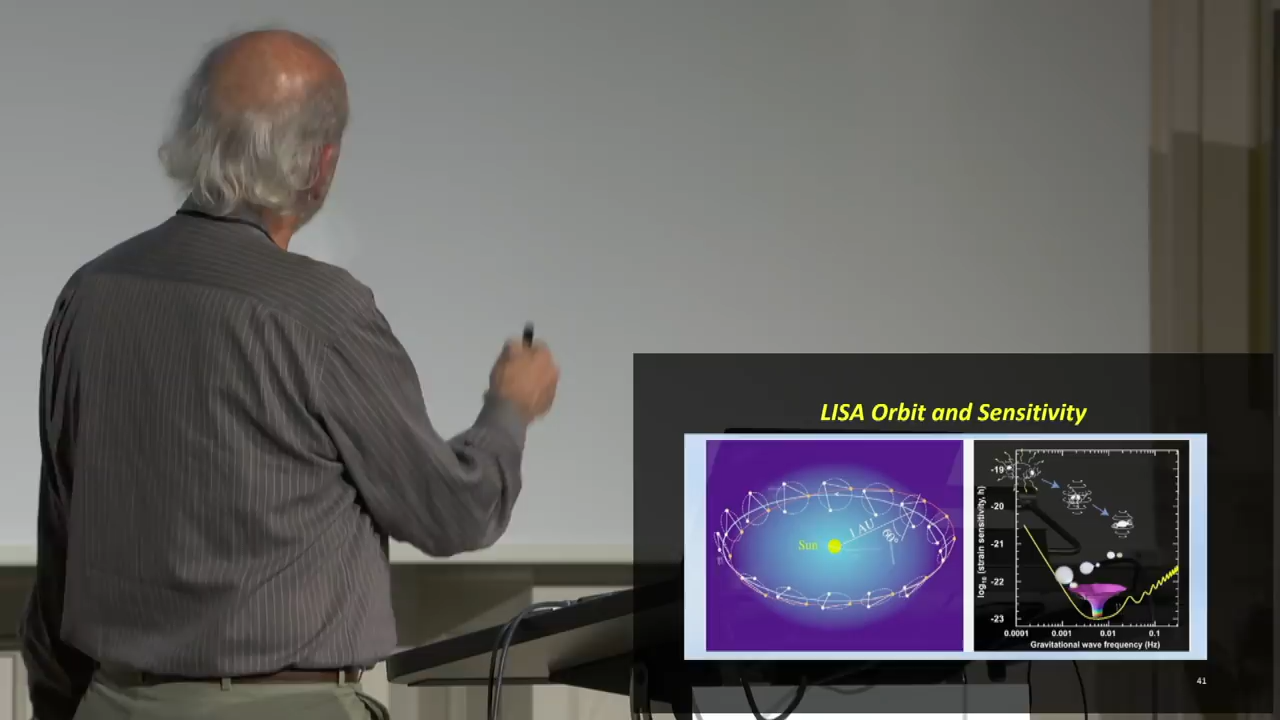 LISA Orbit and Sensitivity
1 AU
60°
Sun
-19
-20
-21
-22
-23
log₁₀ (strain sensitivity, h)
0.0001 0.001 0.01 0.1
Gravitational wave frequency (Hz)
41